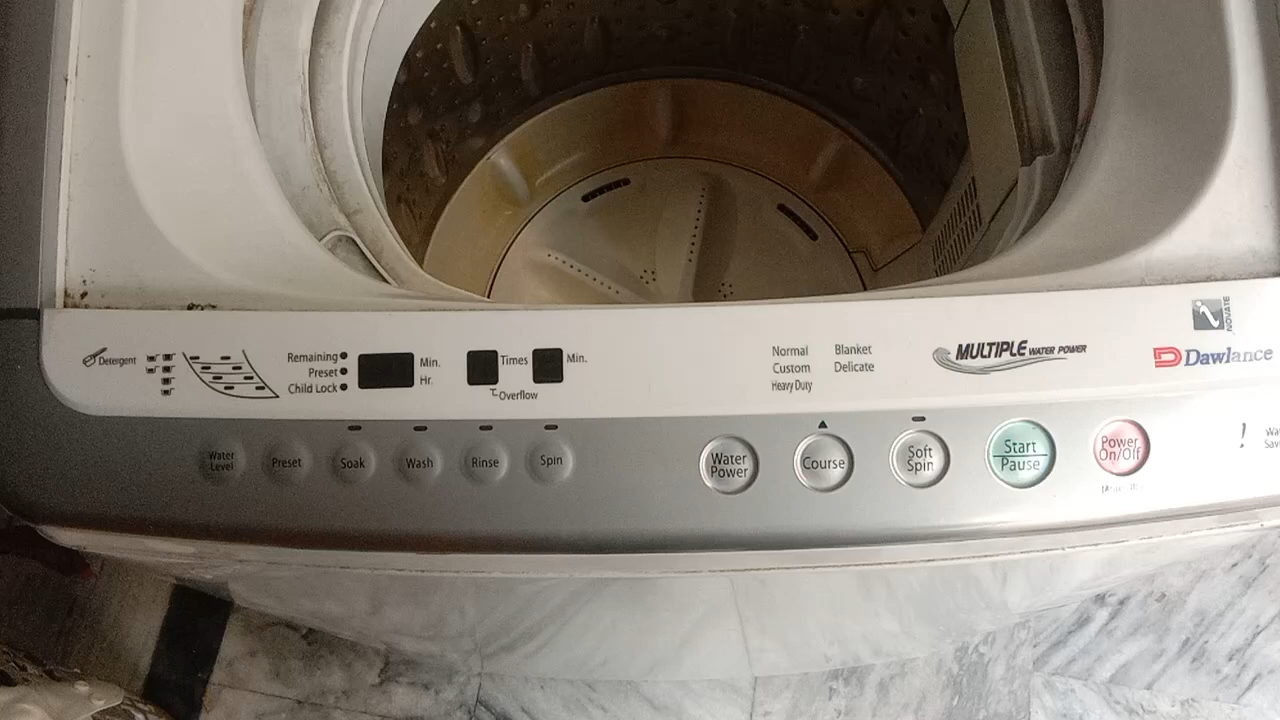 Detergent
Remaining
Preset
Child Lock
Min.
Hr.
Times
Min.
Overflow
Normal
Custom
Heavy Duty
Blanket
Delicate
MULTIPLE WATER POWER
i
NOVATE
Dawlance
Water
Level
Preset
Soak
Wash
Rinse
Spin
Water
Power
Course
Soft
Spin
Start
Pause
Power
On/Off
!